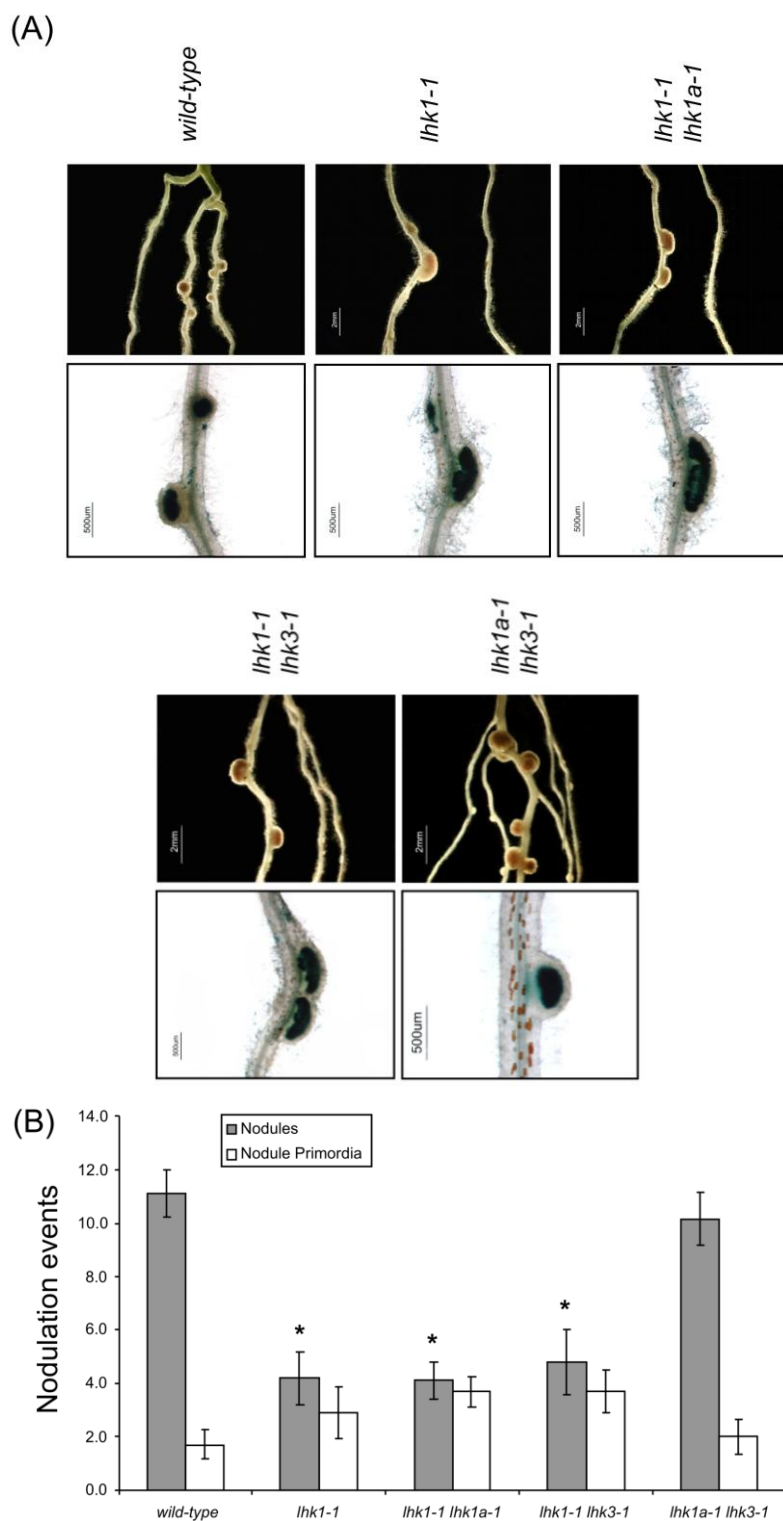 (A)
wild-type
lhk1-1
lhk1-1
lhk1a-1
2mm
2mm
500um
500um
500um
lhk1-1
lhk3-1
lhk1a-1
lhk3-1
2mm
2mm
500um
500um
(B)
Nodulation events
14.0
12.0
10.0
8.0
6.0
4.0
2.0
0.0
Nodules
Nodule Primordia
*
*
*
wild-type
lhk1-1
lhk1-1 lhk1a-1
lhk1-1 lhk3-1
lhk1a-1 lhk3-1